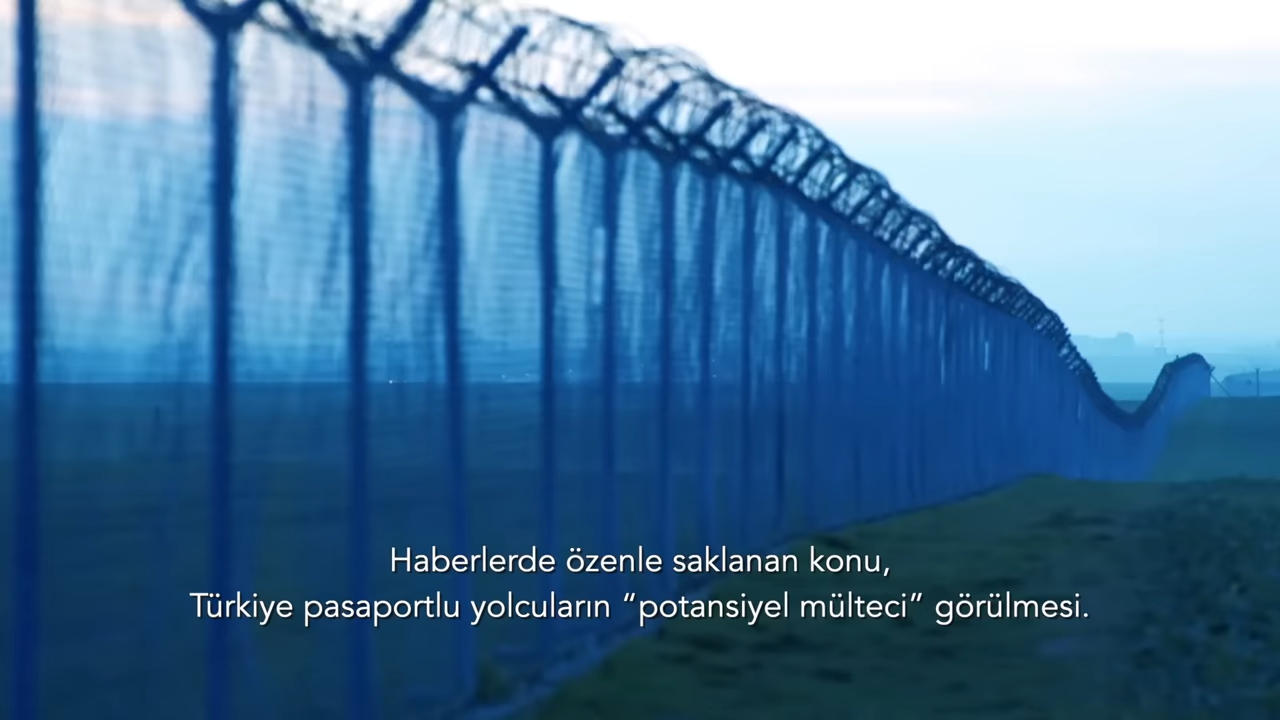 Haberlerde özenle saklanan konu,
Türkiye pasaportlu yolcuların “potansiyel mülteci” görülmesi.